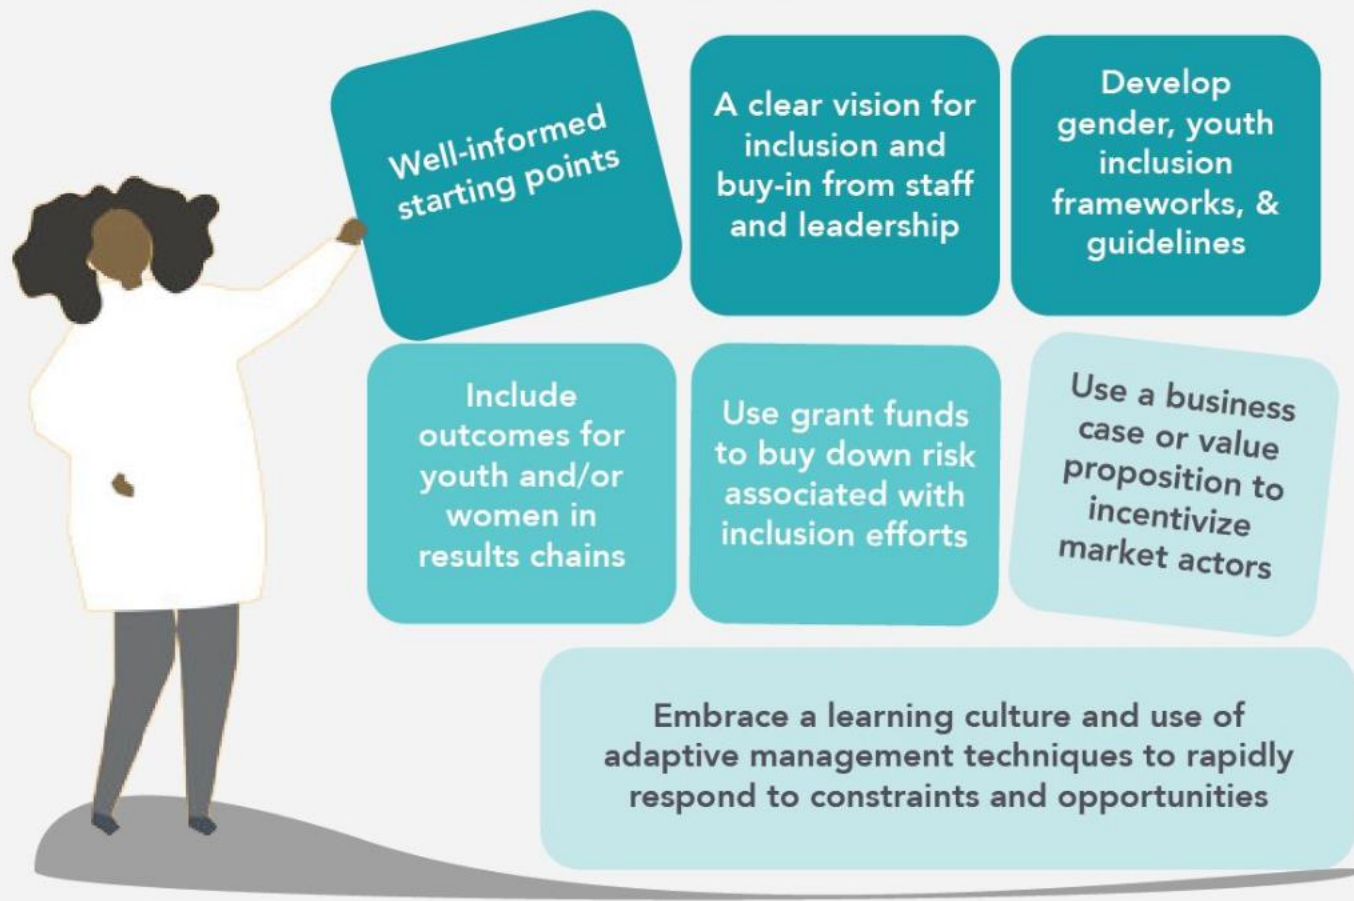 Well-informed
starting points
A clear vision for
inclusion and
buy-in from staff
and leadership
Develop
gender, youth
inclusion
frameworks, &
guidelines
Include
outcomes for
youth and/or
women in
results chains
Use grant funds
to buy down risk
associated with
inclusion efforts
Use a business
case or value
proposition to
incentivize
market actors
Embrace a learning culture and use of
adaptive management techniques to rapidly
respond to constraints and opportunities